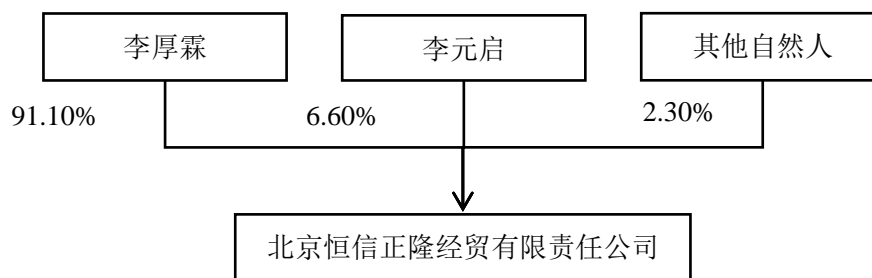 李厚霖
李元启
其他自然人
91.10%
6.60%
2.30%
北京恒信正隆经贸有限责任公司